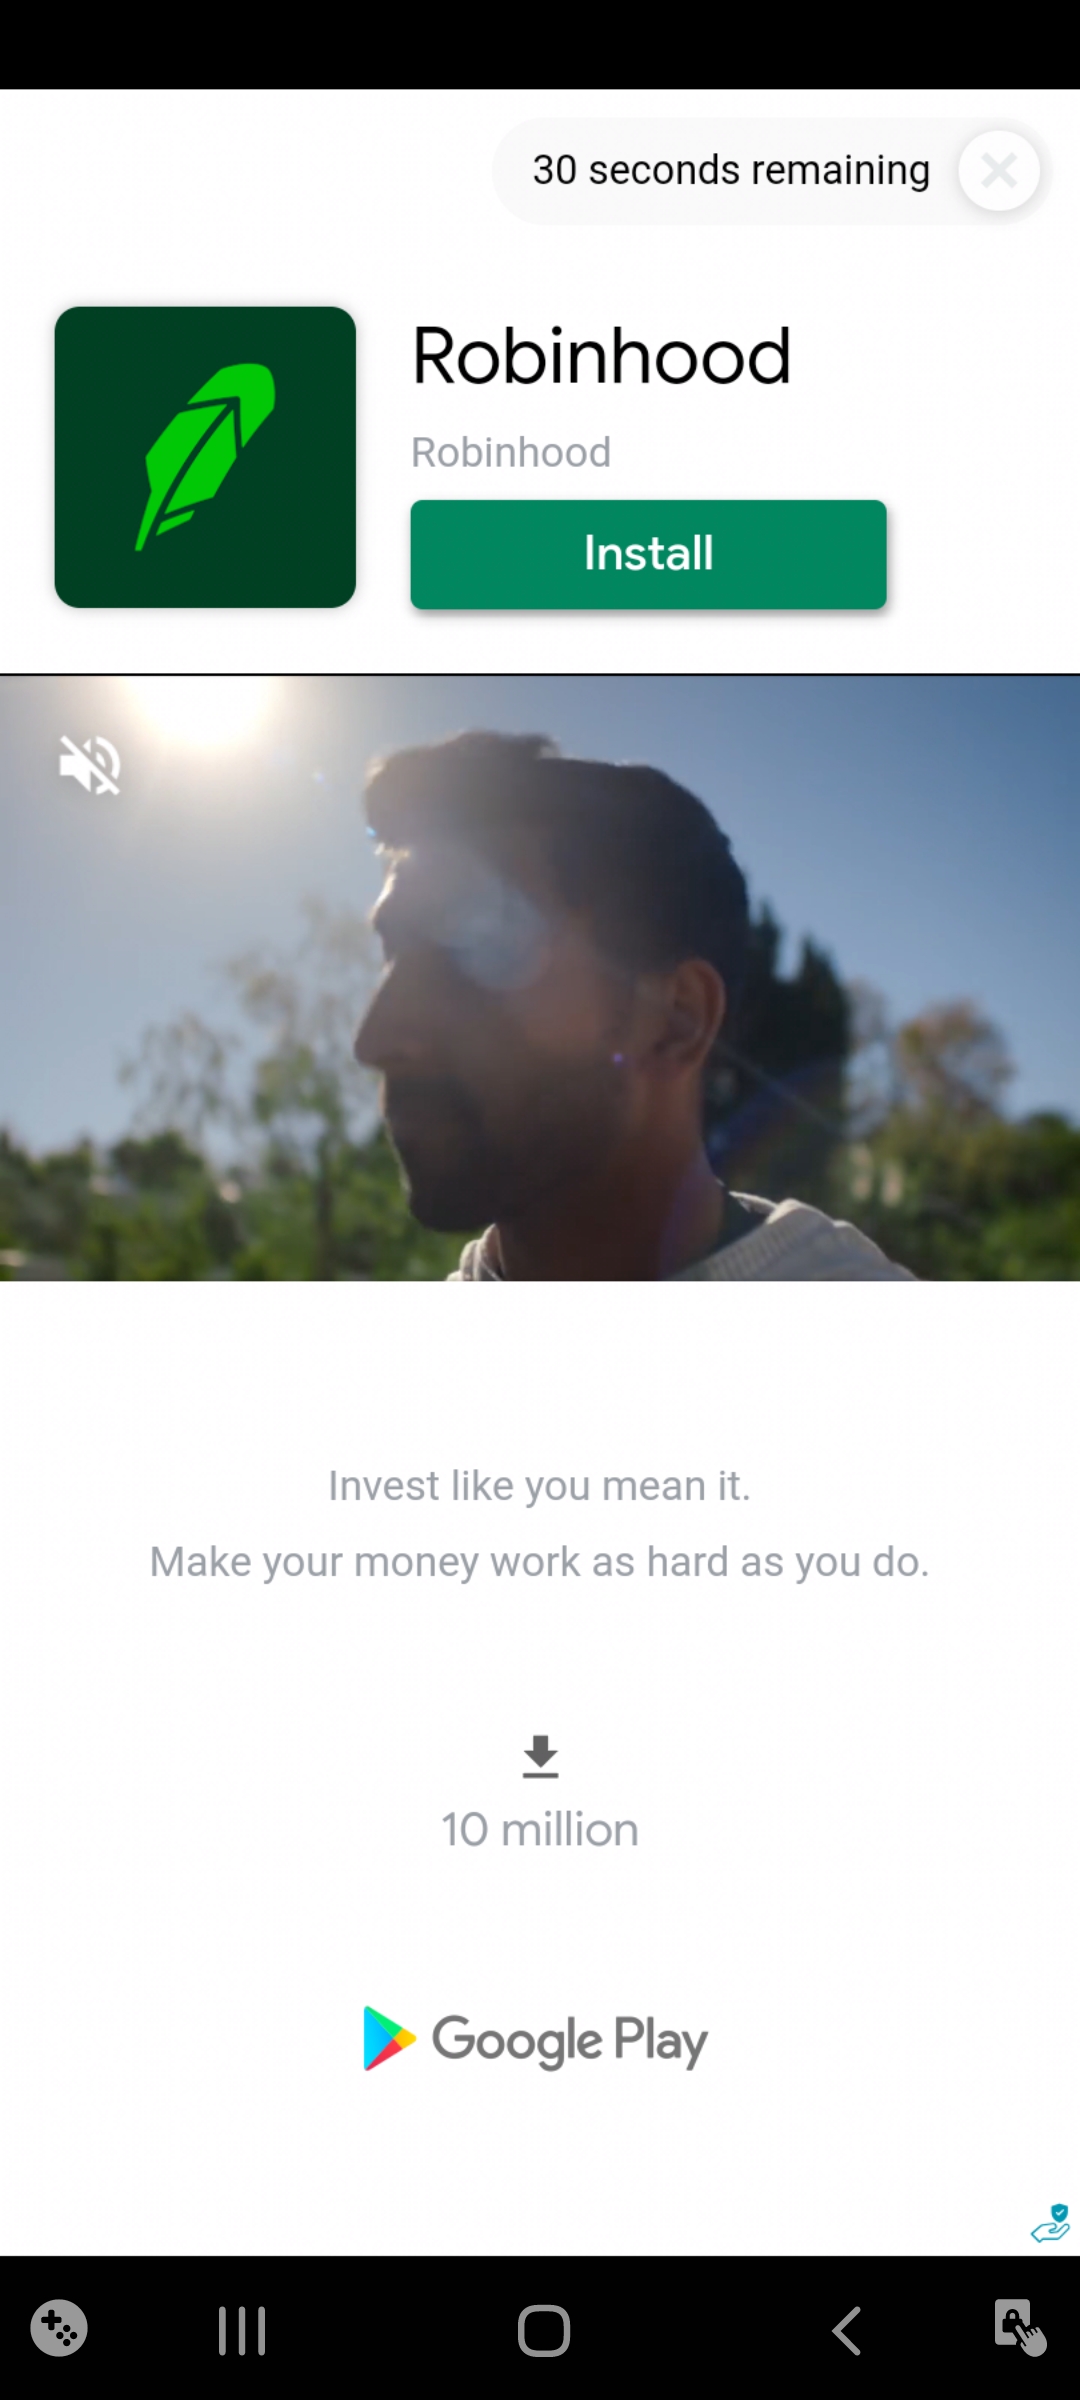 30 seconds remaining
Robinhood
Robinhood
Install
Invest like you mean it.
Make your money work as hard as you do.
10 million
Google Play